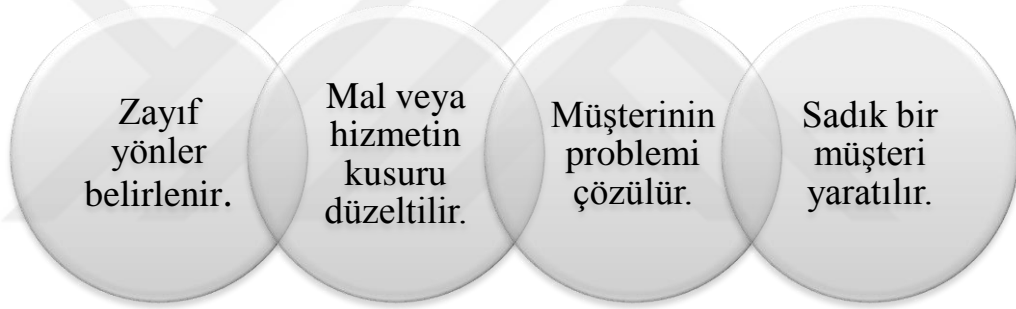 Zayıf
yönler
belirlenir.
Mal veya
hizmetin
kusuru
düzeltilir.
Müşterinin
problemi
çözülür.
Sadık bir
müşteri
yaratılır.